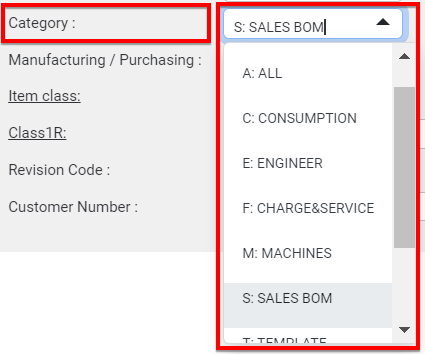 Category :
S: SALES BOM
Manufacturing / Purchasing :
Item class:
Class1R:
Revision Code :
Customer Number :
A: ALL
C: CONSUMPTION
E: ENGINEER
F: CHARGE&SERVICE
M: MACHINES
S: SALES BOM
T: TEMPLATE